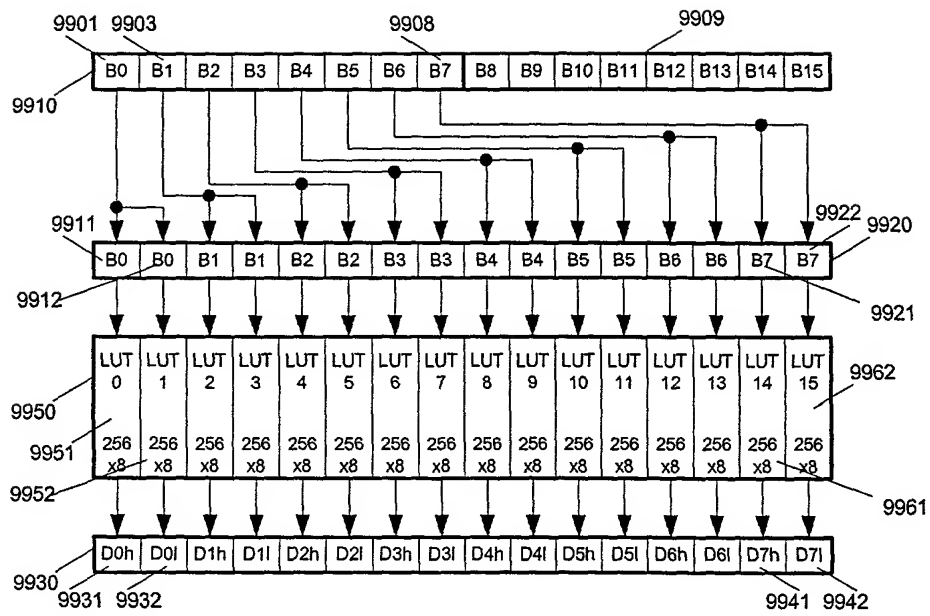 9901 9903 9908 9909
B0 B1 B2 B3 B4 B5 B6 B7 B8 B9 B10 B11 B12 B13 B14 B15
9910
9911 9922
9920
B0 B0 B1 B1 B2 B2 B3 B3 B4 B4 B5 B5 B6 B6 B7 B7
9912 9921
LUT LUT LUT LUT LUT LUT LUT LUT LUT LUT LUT LUT LUT LUT LUT LUT
0 1 2 3 4 5 6 7 8 9 10 11 12 13 14 15
9962
9950
9951
256 256 256 256 256 256 256 256 256 256 256 256 256 256 256 256
x8 x8 x8 x8 x8 x8 x8 x8 x8 x8 x8 x8 x8 x8 x8 x8
9952 9961
D0h D0l D1h D1l D2h D2l D3h D3l D4h D4l D5h D5l D6h D6l D7h D7l
9930
9931 9932 9941 9942